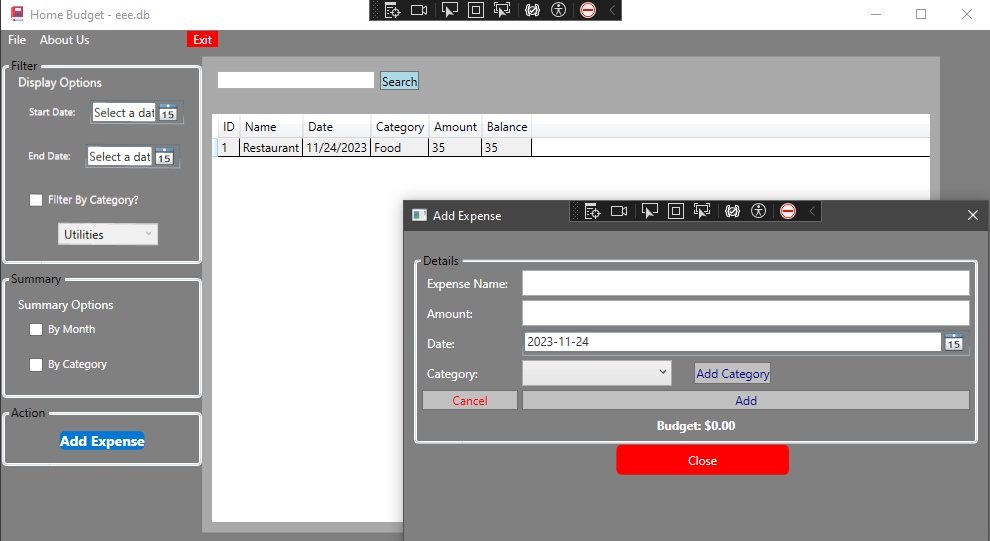 Home Budget - eee.db
File About Us Exit
Filter
Display Options
Start Date: Select a dat 15
End Date: Select a dat 15
Filter By Category?
Utilities
Summary
Summary Options
By Month
By Category
Action
Add Expense
Search
ID Name Date Category Amount Balance
1 Restaurant 11/24/2023 Food 35 35
Add Expense
Details
Expense Name:
Amount:
Date: 2023-11-24 15
Category: Add Category
Cancel Add
Budget: $0.00
Close